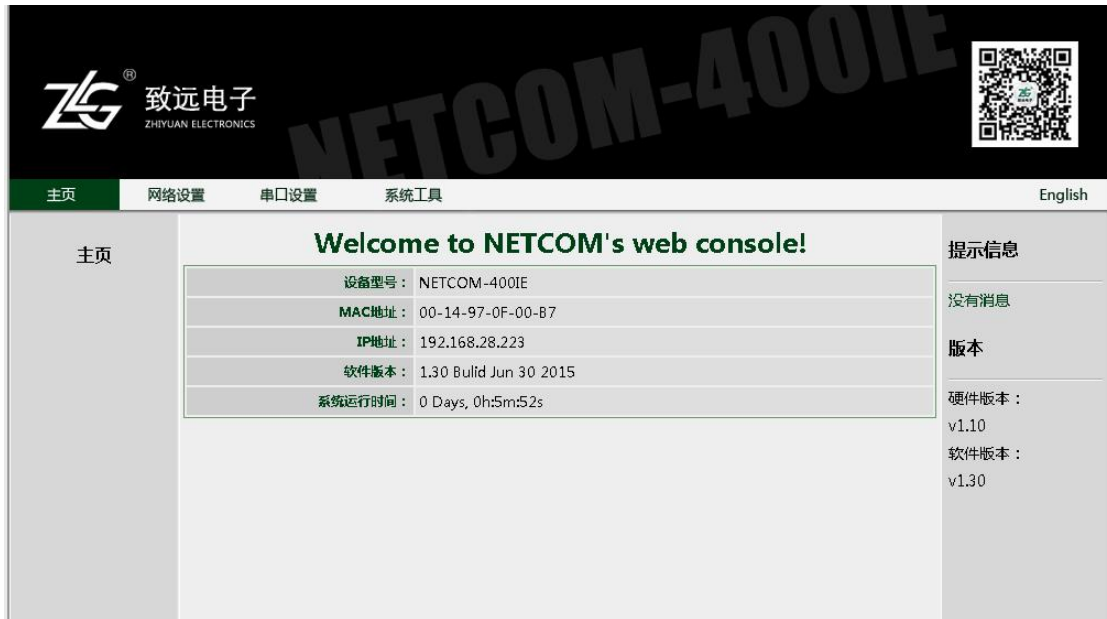 NETCOM-400IE
ZLG®
致远电子
ZHIYUAN ELECTRONICS
主页 网络设置 串口设置 系统工具 English
主页
Welcome to NETCOM's web console!
设备型号： NETCOM-400IE
MAC地址： 00-14-97-0F-00-B7
IP地址： 192.168.28.223
软件版本： 1.30 Bulid Jun 30 2015
系统运行时间： 0 Days, 0h:5m:52s
提示信息
没有消息
版本
硬件版本：
v1.10
软件版本：
v1.30